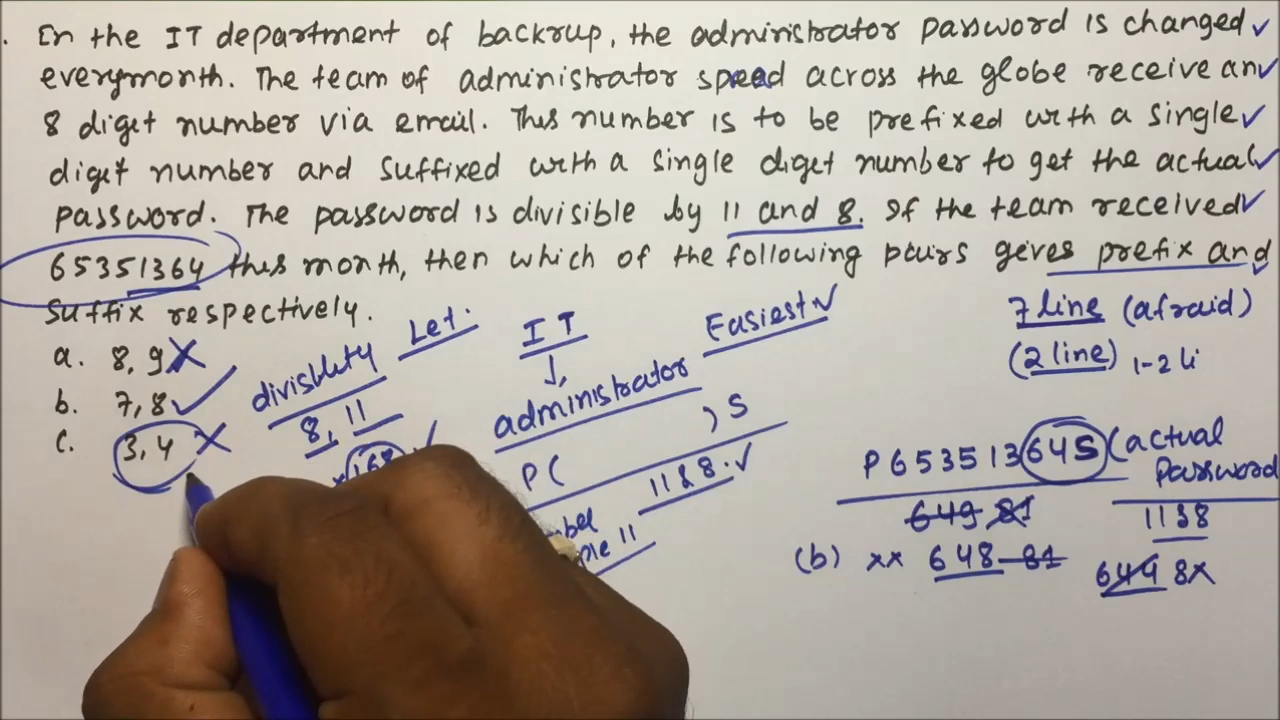 . In the IT department of backrup, the administrator password is changed ✓
everymonth. The team of administrator spread across the globe receive an ✓
8 digit number via email. This number is to be prefixed with a single ✓
digit number and suffixed with a single digit number to get the actual ✓
password. The password is divisible by 11 and 8. If the team received ✓
65351364 this month, then which of the following pairs gives prefix and
suffix respectively.
a. 8, 9 X
b. 7, 8 ✓
c. 3, 4 X
divisblety Let.
8, 11
168
IT
↓
administrator
Easiest ✓
P( ) S
11 & 8. ✓
7 line (afraid)
(2 line) 1-2 li
P 6 5 3 5 1 3 6 4 S (actual
Password
649 81
1138
(b) xx 648 81
649 8X